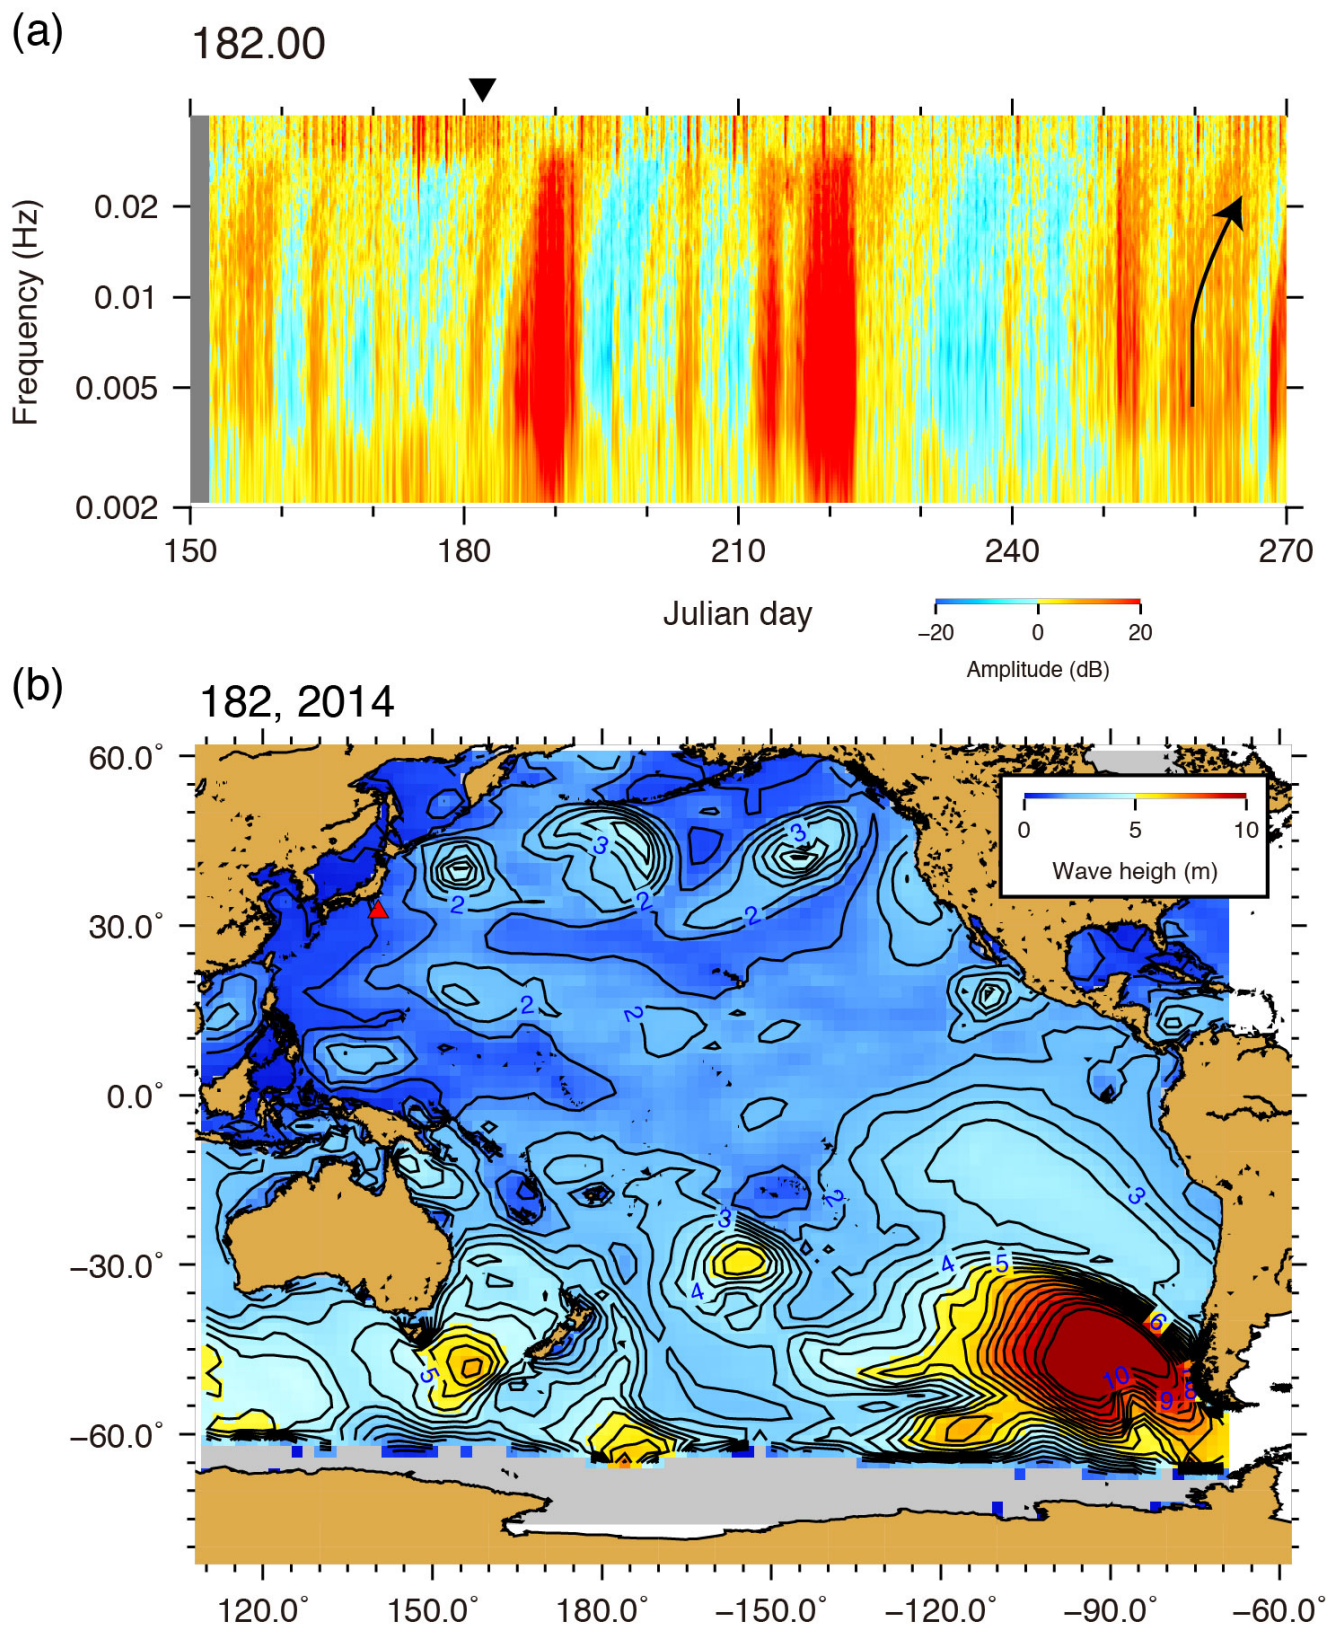 (a)
182.00
Frequency (Hz)
0.02
0.01
0.005
0.002
150 180 210 240 270
Julian day
−20 0 20
Amplitude (dB)
(b)
182, 2014
60.0°
30.0°
0.0°
−30.0°
−60.0°
0 5 10
Wave heigh (m)
3
3
2
2
2
2
2
3
2
3
4
4
5
6
5
10
9
8
120.0° 150.0° 180.0° −150.0° −120.0° −90.0° −60.0°